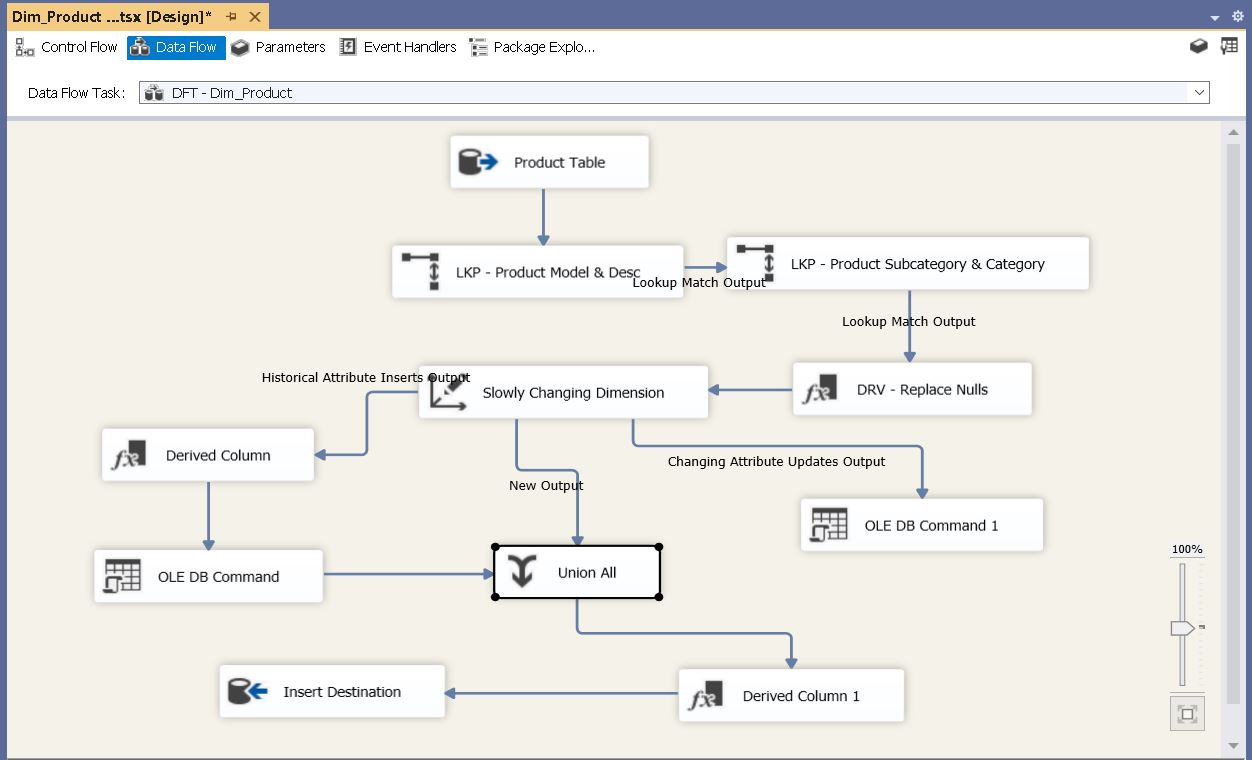 Dim_Product ...tsx [Design]*
Control Flow Data Flow Parameters Event Handlers Package Explo...
Data Flow Task: DFT - Dim_Product
Product Table
LKP - Product Model & Desc
Lookup Match Output
LKP - Product Subcategory & Category
Lookup Match Output
Historical Attribute Inserts Output
Slowly Changing Dimension
DRV - Replace Nulls
Derived Column
Changing Attribute Updates Output
New Output
OLE DB Command 1
100%
OLE DB Command
Union All
Insert Destination
Derived Column 1